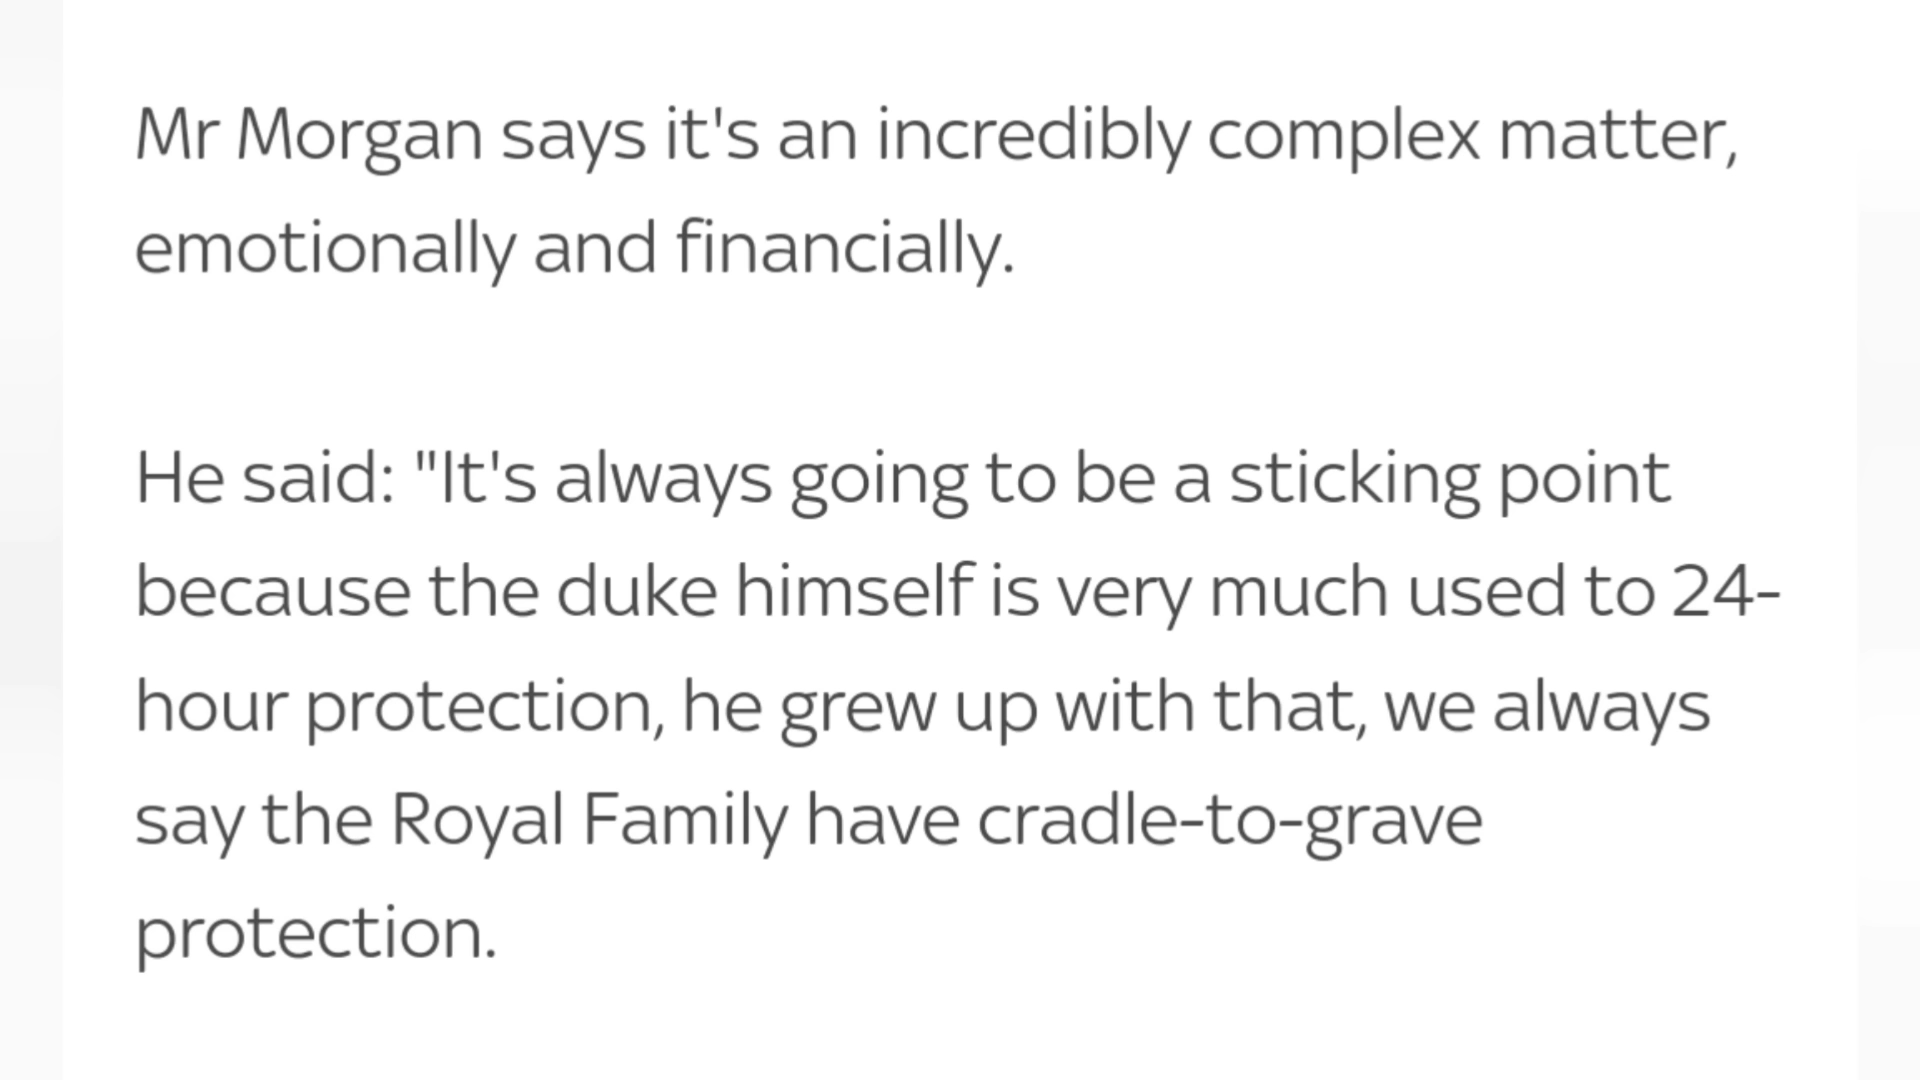 Mr Morgan says it's an incredibly complex matter,
emotionally and financially.
He said: "It's always going to be a sticking point
because the duke himself is very much used to 24-
hour protection, he grew up with that, we always
say the Royal Family have cradle-to-grave
protection.